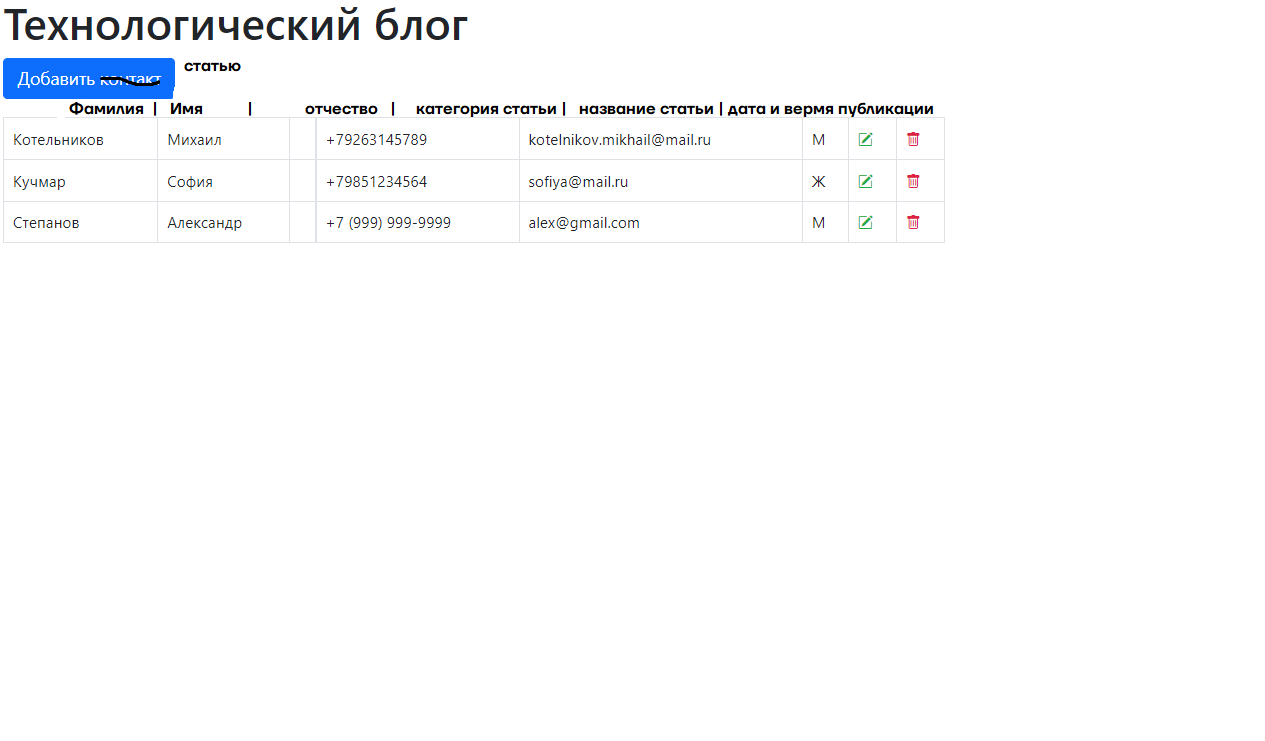 Технологический блог
статью
Добавить контакт
Фамилия | Имя | отчество | категория статьи | название статьи | дата и вермя публикации
Котельников Михаил +79263145789 kotelnikov.mikhail@mail.ru М
Кучмар София +79851234564 sofiya@mail.ru Ж
Степанов Александр +7 (999) 999-9999 alex@gmail.com М